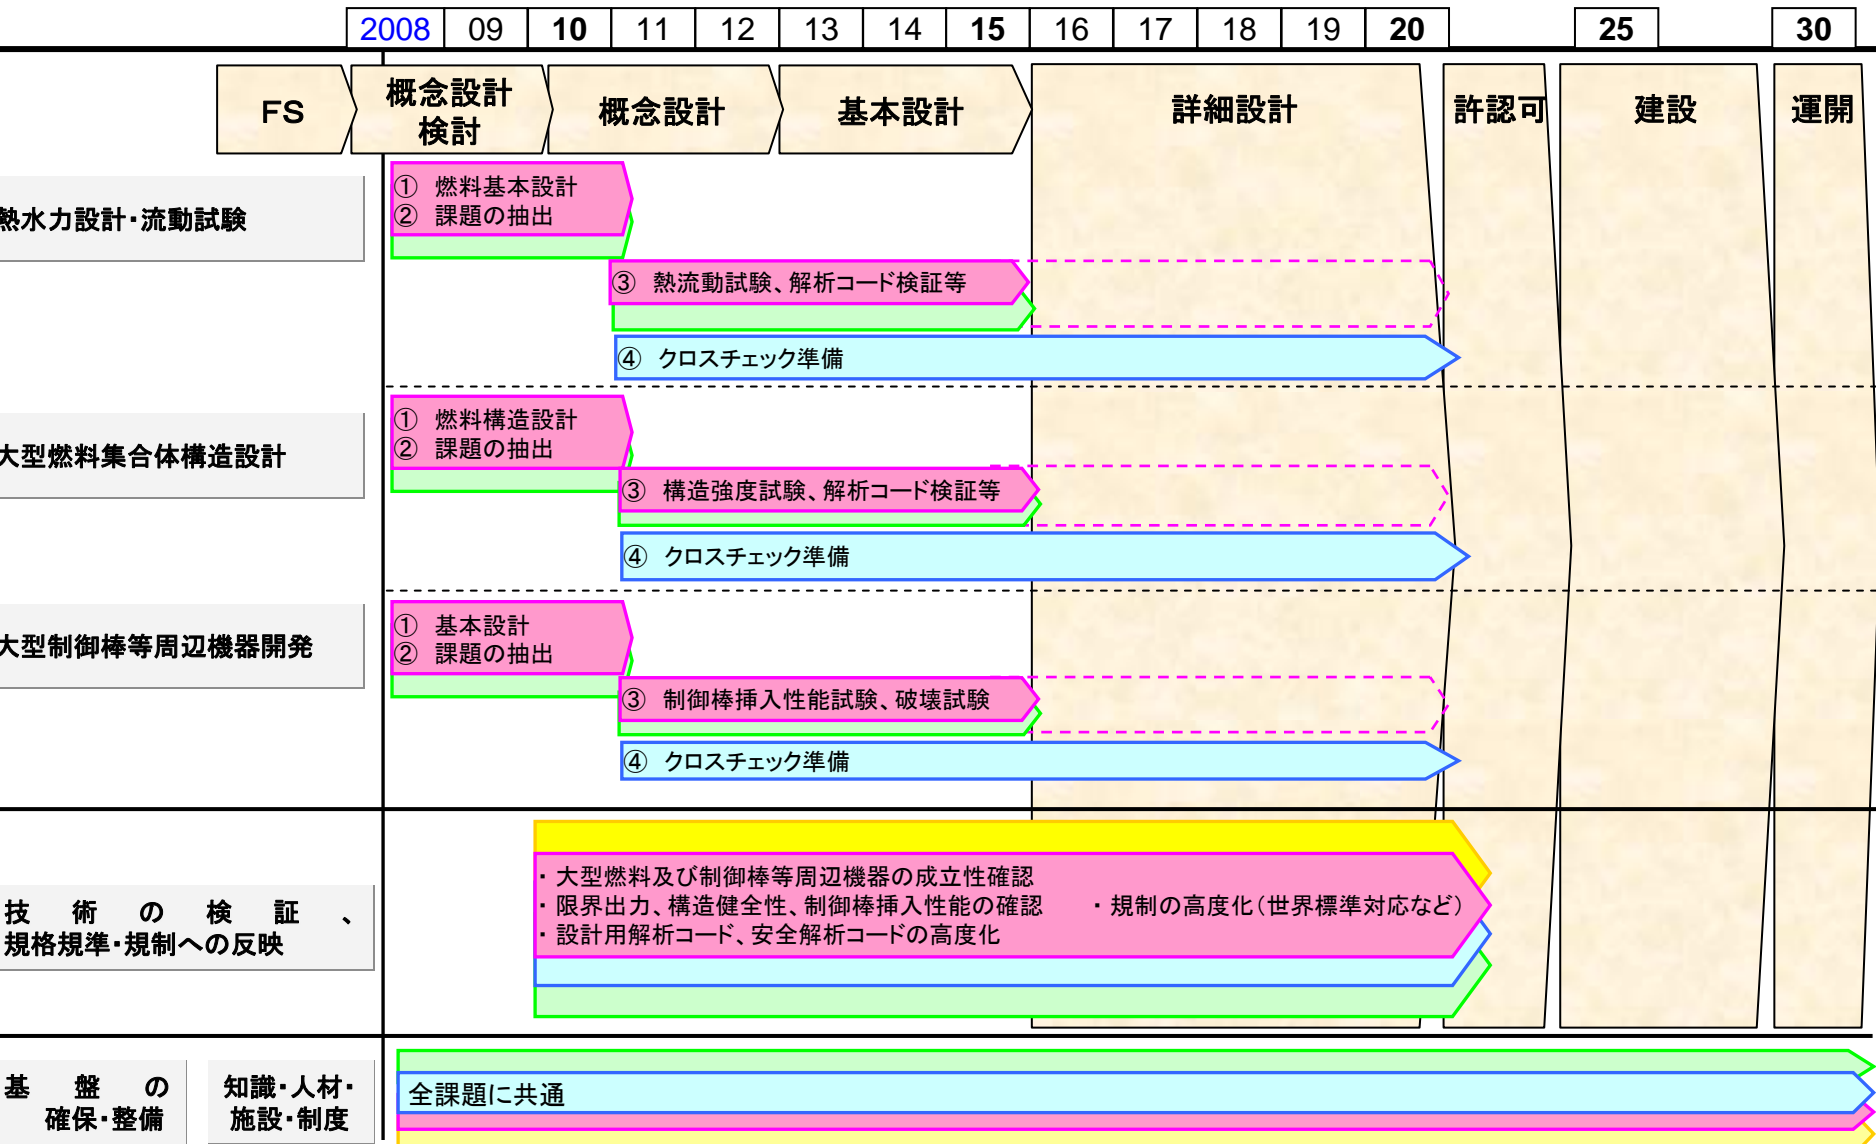 2008 09 10 11 12 13 14 15 16 17 18 19 20 25 30
FS
概念設計
検討
概念設計
基本設計
詳細設計
許認可
建設
運開
熱水力設計・流動試験
① 燃料基本設計
② 課題の抽出
③ 熱流動試験、解析コード検証等
④ クロスチェック準備
大型燃料集合体構造設計
① 燃料構造設計
② 課題の抽出
③ 構造強度試験、解析コード検証等
④ クロスチェック準備
大型制御棒等周辺機器開発
① 基本設計
② 課題の抽出
③ 制御棒挿入性能試験、破壊試験
④ クロスチェック準備
技術の検証、
規格規準・規制への反映
・大型燃料及び制御棒等周辺機器の成立性確認
・限界出力、構造健全性、制御棒挿入性能の確認 ・規制の高度化(世界標準対応など)
・設計用解析コード、安全解析コードの高度化
基盤の
確保・整備
知識・人材・
施設・制度
全課題に共通